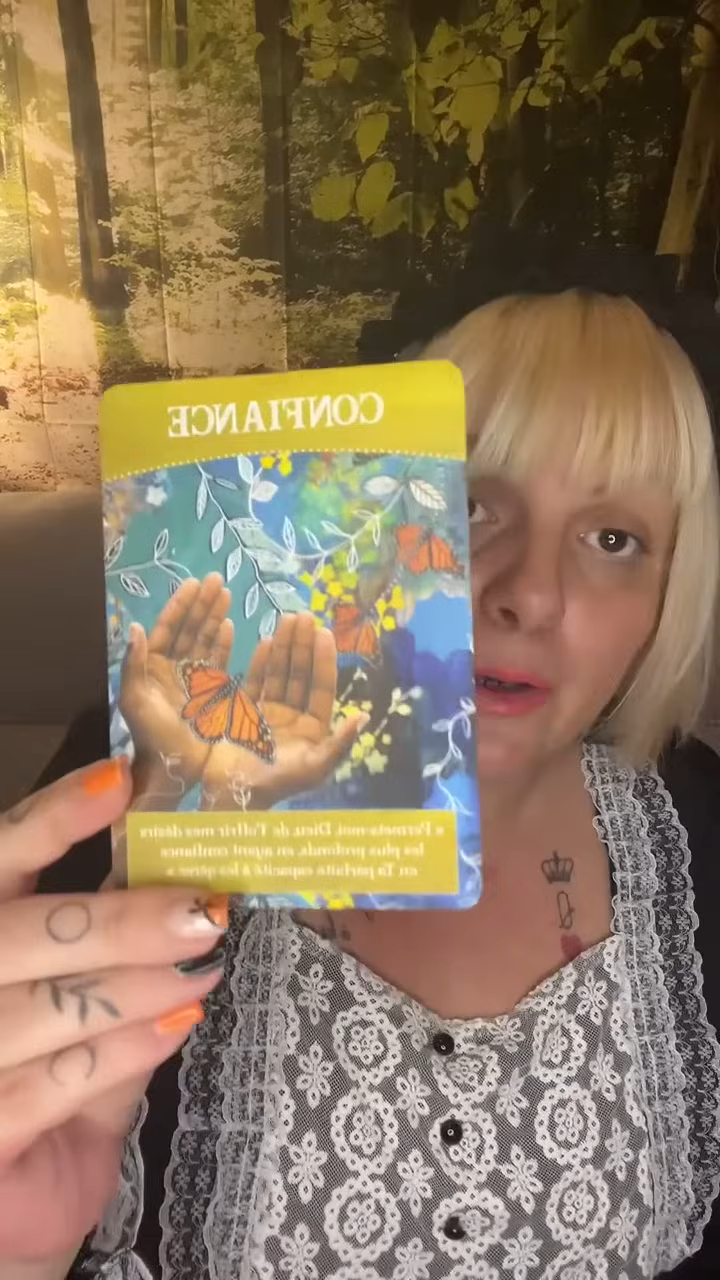 CONFIANCE
« Permets-moi, Dieu, de T'offrir mes désirs
les plus profonds, en ayant confiance
en Ta parfaite capacité à les gérer. »